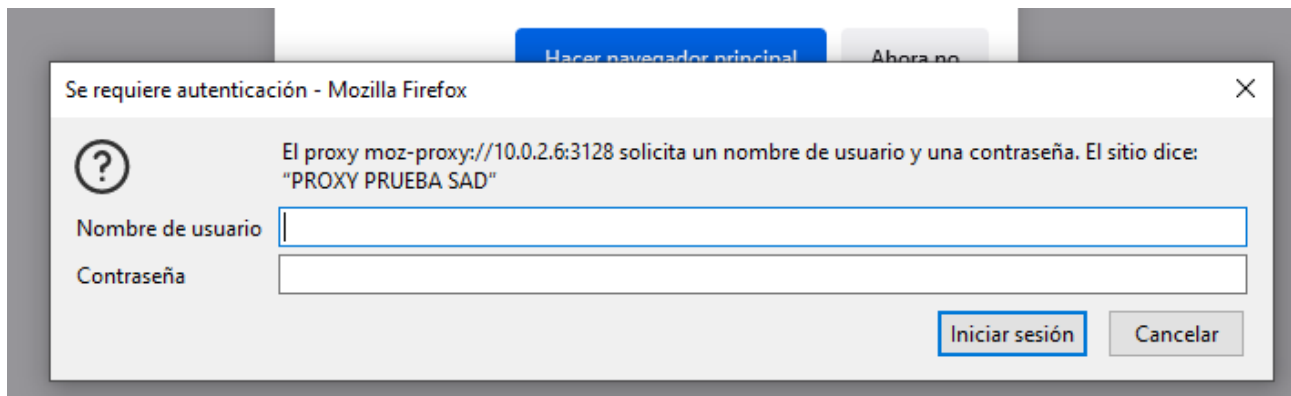 Hacer navegador principal
Ahora no
Se requiere autenticación - Mozilla Firefox
El proxy moz-proxy://10.0.2.6:3128 solicita un nombre de usuario y una contraseña. El sitio dice:
“PROXY PRUEBA SAD”
Nombre de usuario
Contraseña
Iniciar sesión
Cancelar